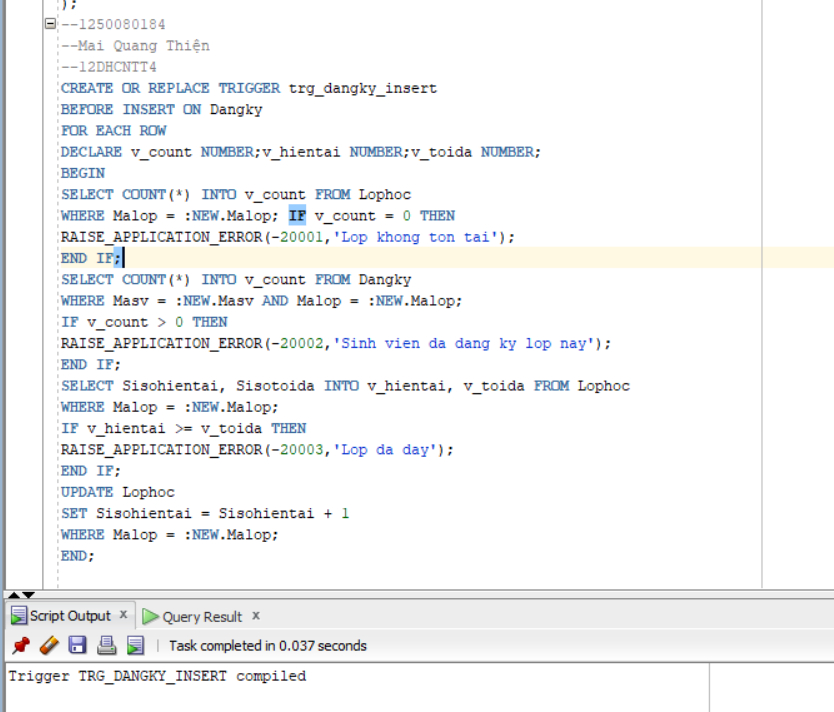 );
--1250080184
--Mai Quang Thiện
--12DHCNTT4
CREATE OR REPLACE TRIGGER trg_dangky_insert
BEFORE INSERT ON Dangky
FOR EACH ROW
DECLARE v_count NUMBER;v_hientai NUMBER;v_toida NUMBER;
BEGIN
SELECT COUNT(*) INTO v_count FROM Lophoc
WHERE Malop = :NEW.Malop; IF v_count = 0 THEN
RAISE_APPLICATION_ERROR(-20001,'Lop khong ton tai');
END IF;
SELECT COUNT(*) INTO v_count FROM Dangky
WHERE Masv = :NEW.Masv AND Malop = :NEW.Malop;
IF v_count > 0 THEN
RAISE_APPLICATION_ERROR(-20002,'Sinh vien da dang ky lop nay');
END IF;
SELECT Sisohientai, Sisotoida INTO v_hientai, v_toida FROM Lophoc
WHERE Malop = :NEW.Malop;
IF v_hientai >= v_toida THEN
RAISE_APPLICATION_ERROR(-20003,'Lop da day');
END IF;
UPDATE Lophoc
SET Sisohientai = Sisohientai + 1
WHERE Malop = :NEW.Malop;
END;
Script Output x Query Result x
Task completed in 0.037 seconds
Trigger TRG_DANGKY_INSERT compiled